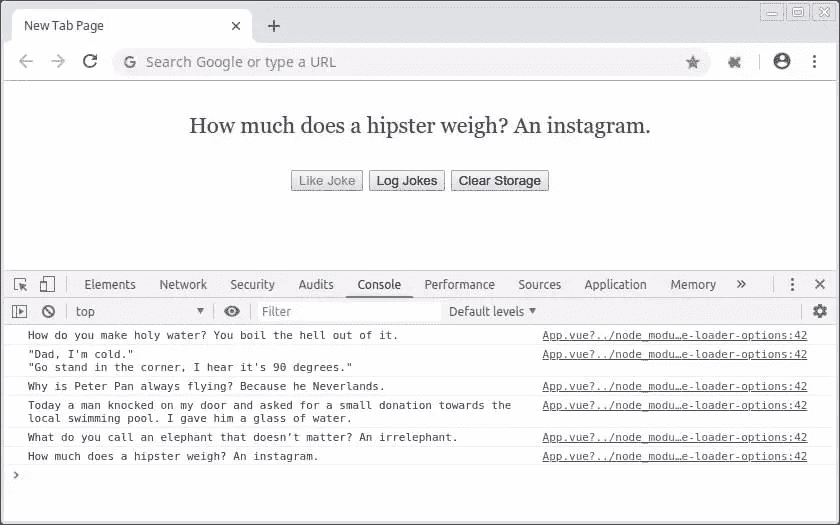 New Tab Page
Search Google or type a URL
How much does a hipster weigh? An instagram.
Like Joke Log Jokes Clear Storage
Elements Network Security Audits Console Performance Sources Application Memory »
top Filter Default levels
How do you make holy water? You boil the hell out of it. App.vue?../node_modu…e-loader-options:42
"Dad, I'm cold." App.vue?../node_modu…e-loader-options:42
"Go stand in the corner, I hear it's 90 degrees."
Why is Peter Pan always flying? Because he Neverlands. App.vue?../node_modu…e-loader-options:42
Today a man knocked on my door and asked for a small donation towards the App.vue?../node_modu…e-loader-options:42
local swimming pool. I gave him a glass of water.
What do you call an elephant that doesn’t matter? An irrelephant. App.vue?../node_modu…e-loader-options:42
How much does a hipster weigh? An instagram. App.vue?../node_modu…e-loader-options:42